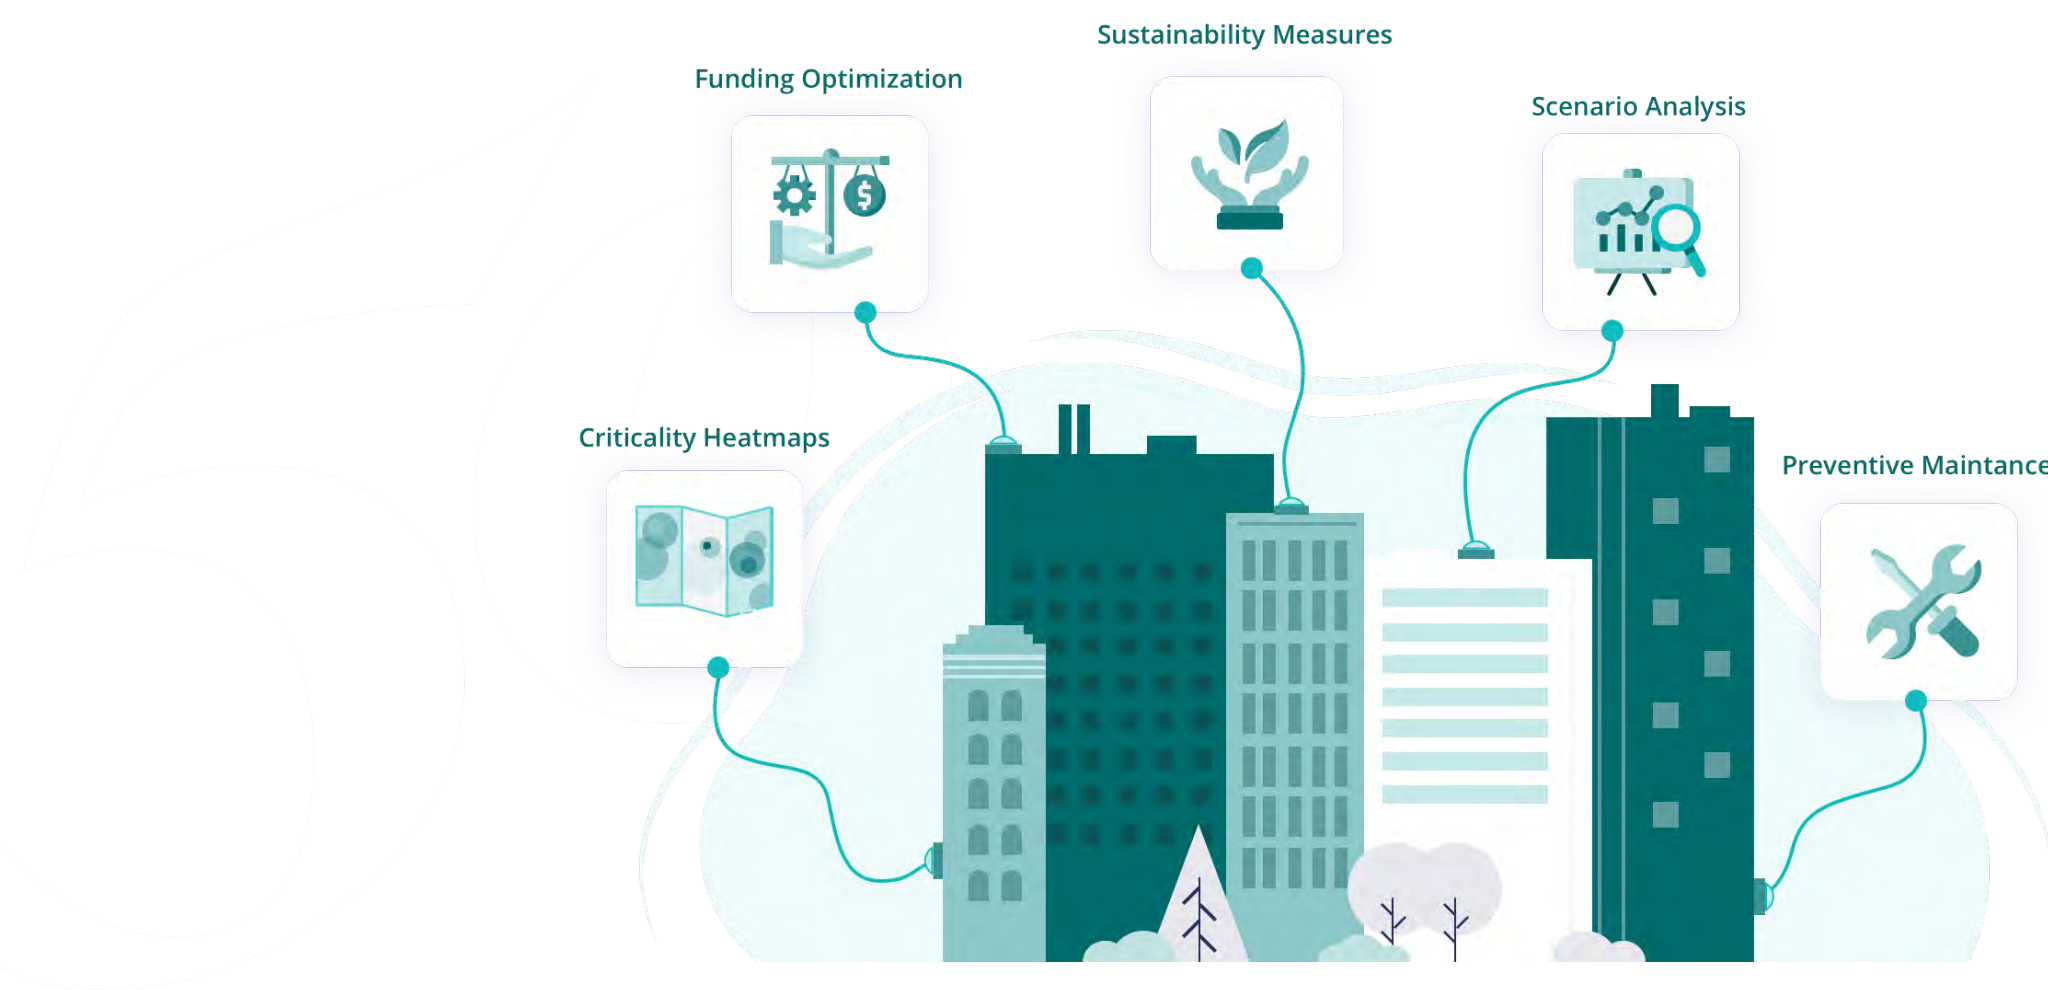 Sustainability Measures
Funding Optimization
Scenario Analysis
Criticality Heatmaps
Preventive Maintance
$